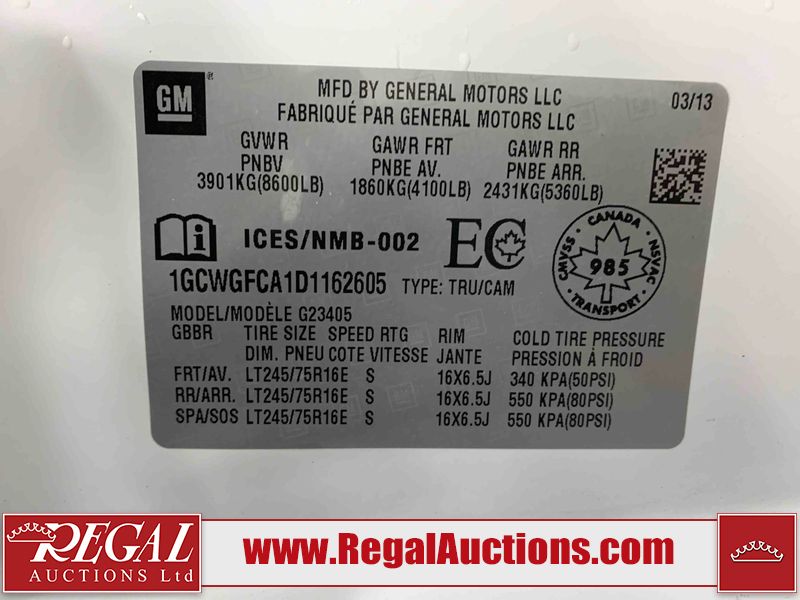 GM
MFD BY GENERAL MOTORS LLC
FABRIQUÉ PAR GENERAL MOTORS LLC
03/13
GVWR GAWR FRT GAWR RR
PNBV PNBE AV. PNBE ARR.
3901KG(8600LB) 1860KG(4100LB) 2431KG(5360LB)
ICES/NMB-002 EC
CANADA
CMVSS 985 NSVAC
TRANSPORT
1GCWGFCA1D1162605 TYPE: TRU/CAM
MODEL/MODÈLE G23405
GBBR TIRE SIZE SPEED RTG RIM COLD TIRE PRESSURE
DIM. PNEU COTE VITESSE JANTE PRESSION À FROID
FRT/AV. LT245/75R16E S 16X6.5J 340 KPA(50PSI)
RR/ARR. LT245/75R16E S 16X6.5J 550 KPA(80PSI)
SPA/SOS LT245/75R16E S 16X6.5J 550 KPA(80PSI)
REGAL
AUCTIONS Ltd
www.RegalAuctions.com